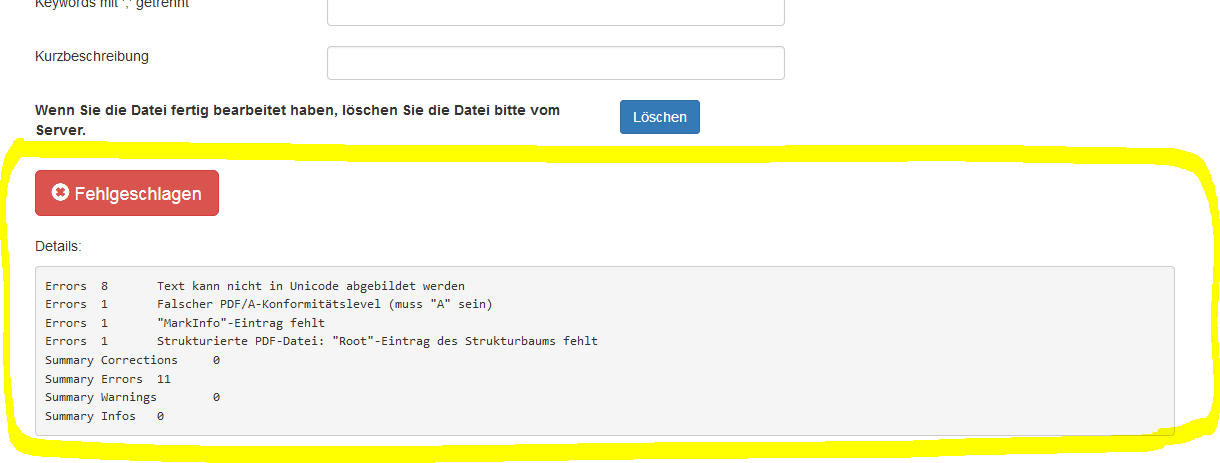 Keywords mit ',' getrennt
Kurzbeschreibung
Wenn Sie die Datei fertig bearbeitet haben, löschen Sie die Datei bitte vom
Server.
Löschen
Fehlgeschlagen
Details:
Errors 8 Text kann nicht in Unicode abgebildet werden
Errors 1 Falscher PDF/A-Konformitätslevel (muss "A" sein)
Errors 1 "MarkInfo"-Eintrag fehlt
Errors 1 Strukturierte PDF-Datei: "Root"-Eintrag des Strukturbaums fehlt
Summary Corrections 0
Summary Errors 11
Summary Warnings 0
Summary Infos 0